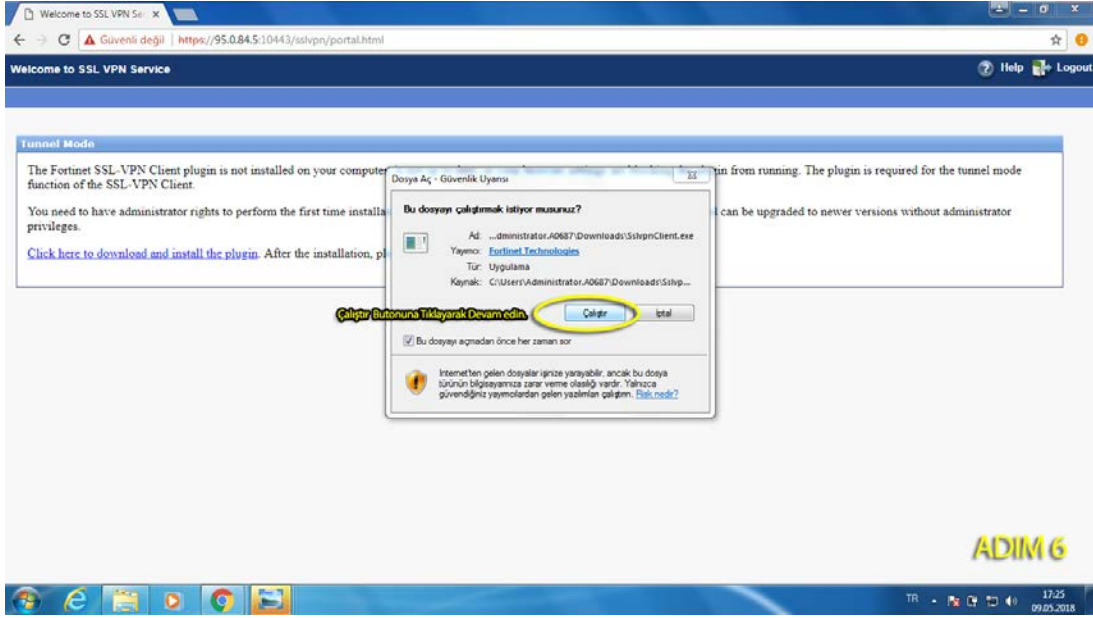 Welcome to SSL VPN Se
Güvenli değil | https://95.0.84.5:10443/sslvpn/portal.html
Welcome to SSL VPN Service
Help Logout
Tunnel Mode
The Fortinet SSL-VPN Client plugin is not installed on your computer
in from running. The plugin is required for the tunnel mode
function of the SSL-VPN Client.
You need to have administrator rights to perform the first time installa
l can be upgraded to newer versions without administrator
privileges.
Click here to download and install the plugin. After the installation, pl
Dosya Aç - Güvenlik Uyarısı
Bu dosyayı çalıştırmak istiyor musunuz?
Ad: ...dministrator.A0687\Downloads\SslvpnClient.exe
Yayımcı: Fortinet Technologies
Tür: Uygulama
Kaynak: C:\Users\Administrator.A0687\Downloads\Sslvp...
Çalıştır Butonuna Tıklayarak Devam edin.
Çalıştır İptal
Bu dosyayı açmadan önce her zaman sor
Internet'ten gelen dosyalar işinize yarayabilir, ancak bu dosya
türünün bilgisayarınıza zarar verme olasılığı vardır. Yalnızca
güvendiğiniz yayımcılardan gelen yazılımları çalıştırın. Risk nedir?
ADIM 6
TR
17:25
09.05.2018